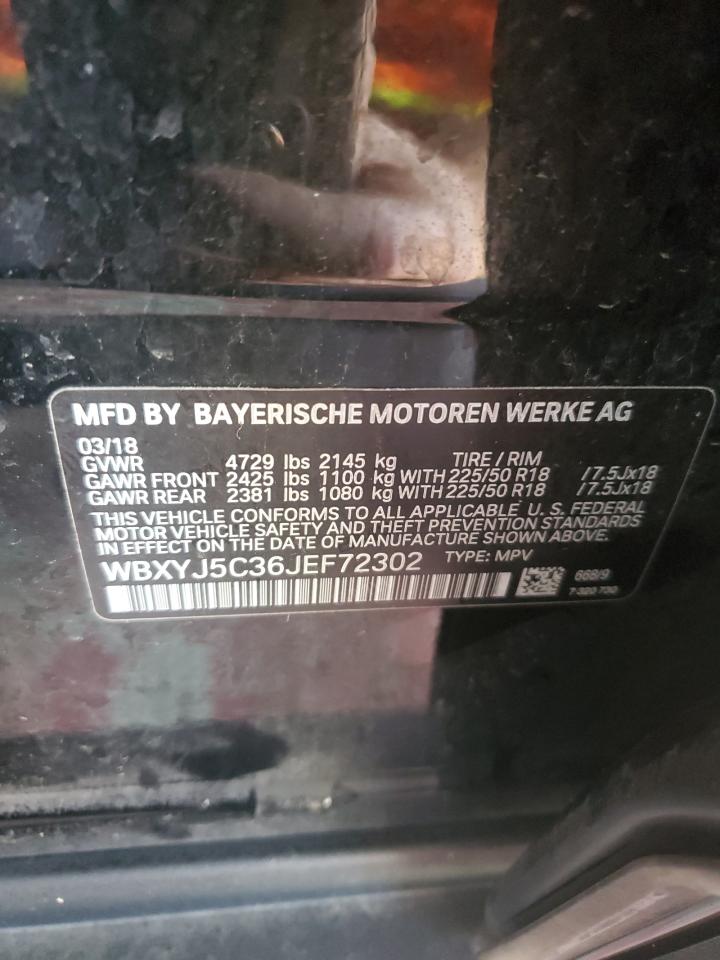 MFD BY BAYERISCHE MOTOREN WERKE AG
03/18
GVWR 4729 lbs 2145 kg TIRE / RIM
GAWR FRONT 2425 lbs 1100 kg WITH 225/50 R18 / 7.5Jx18
GAWR REAR 2381 lbs 1080 kg WITH 225/50 R18 / 7.5Jx18
THIS VEHICLE CONFORMS TO ALL APPLICABLE U. S. FEDERAL
MOTOR VEHICLE SAFETY AND THEFT PREVENTION STANDARDS
IN EFFECT ON THE DATE OF MANUFACTURE SHOWN ABOVE.
WBXYJ5C36JEF72302 TYPE: MPV
668/9